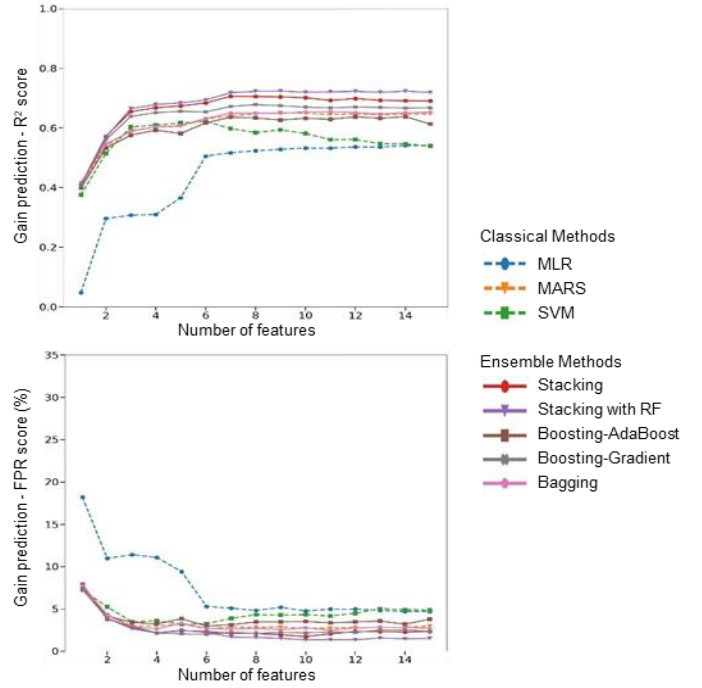 1.0
0.8
0.6
0.4
0.2
0.0
Gain prediction - R² score
2 4 6 8 10 12 14
Number of features
Classical Methods
MLR
MARS
SVM
35
30
25
20
15
10
5
0
Gain prediction - FPR score (%)
2 4 6 8 10 12 14
Number of features
Ensemble Methods
Stacking
Stacking with RF
Boosting-AdaBoost
Boosting-Gradient
Bagging